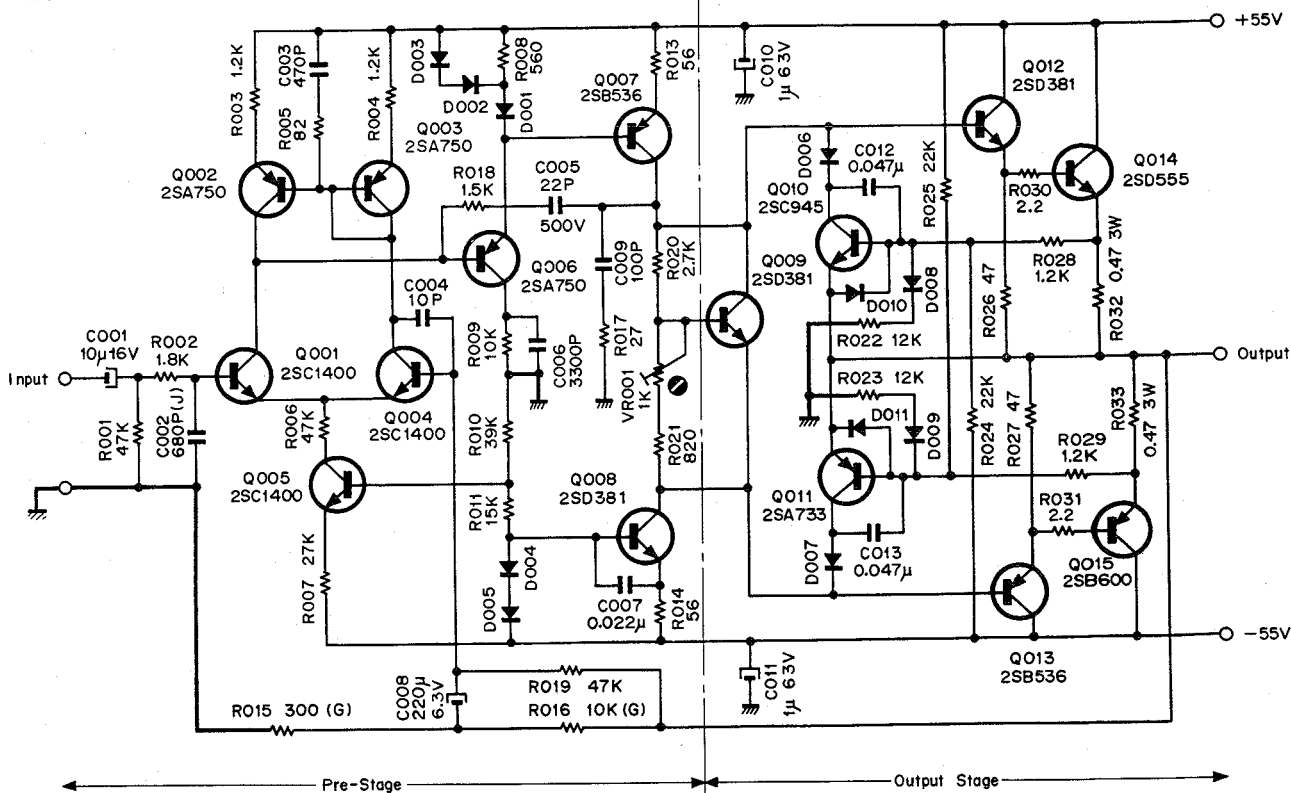 +55V
R003 1.2K
C003 470P
R005 82
R004 1.2K
D003
R008 560
D002
D001
Q007
2SB536
R013 56
C010 1μ 63V
Q012
2SD381
Q002
2SA750
Q003
2SA750
R018
1.5K
C005
22P
500V
D006
C012
0.047μ
Q010
2SC945
R025 22K
R030
2.2
Q014
2SD555
C004
10P
Q006
2SA750
C009 100P
R020 2.7K
Q009
2SD381
D010
D008
R028
1.2K
R026 47
R032 0.47 3W
C001
10μ16V
R002
1.8K
Input
Q001
2SC1400
Q004
2SC1400
R009 10K
C006 3300P
R017 27
VR001 1K
R022 12K
Output
R001 47K
C002 680P(J)
R006 47K
R010 39K
R021 820
R023 12K
D011
D009
R024 22K
R027 47
R029
1.2K
R033 0.47 3W
Q005
2SC1400
R011 15K
Q008
2SD381
Q011
2SA733
R031
2.2
R007 27K
D004
D005
C007
0.022μ
R014 56
D007
C013
0.047μ
Q015
2SB600
Q013
2SB536
-55V
C008 220μ 6.3V
R019 47K
C011 1μ 63V
R015 300 (G)
R016 10K(G)
Pre-Stage
Output Stage